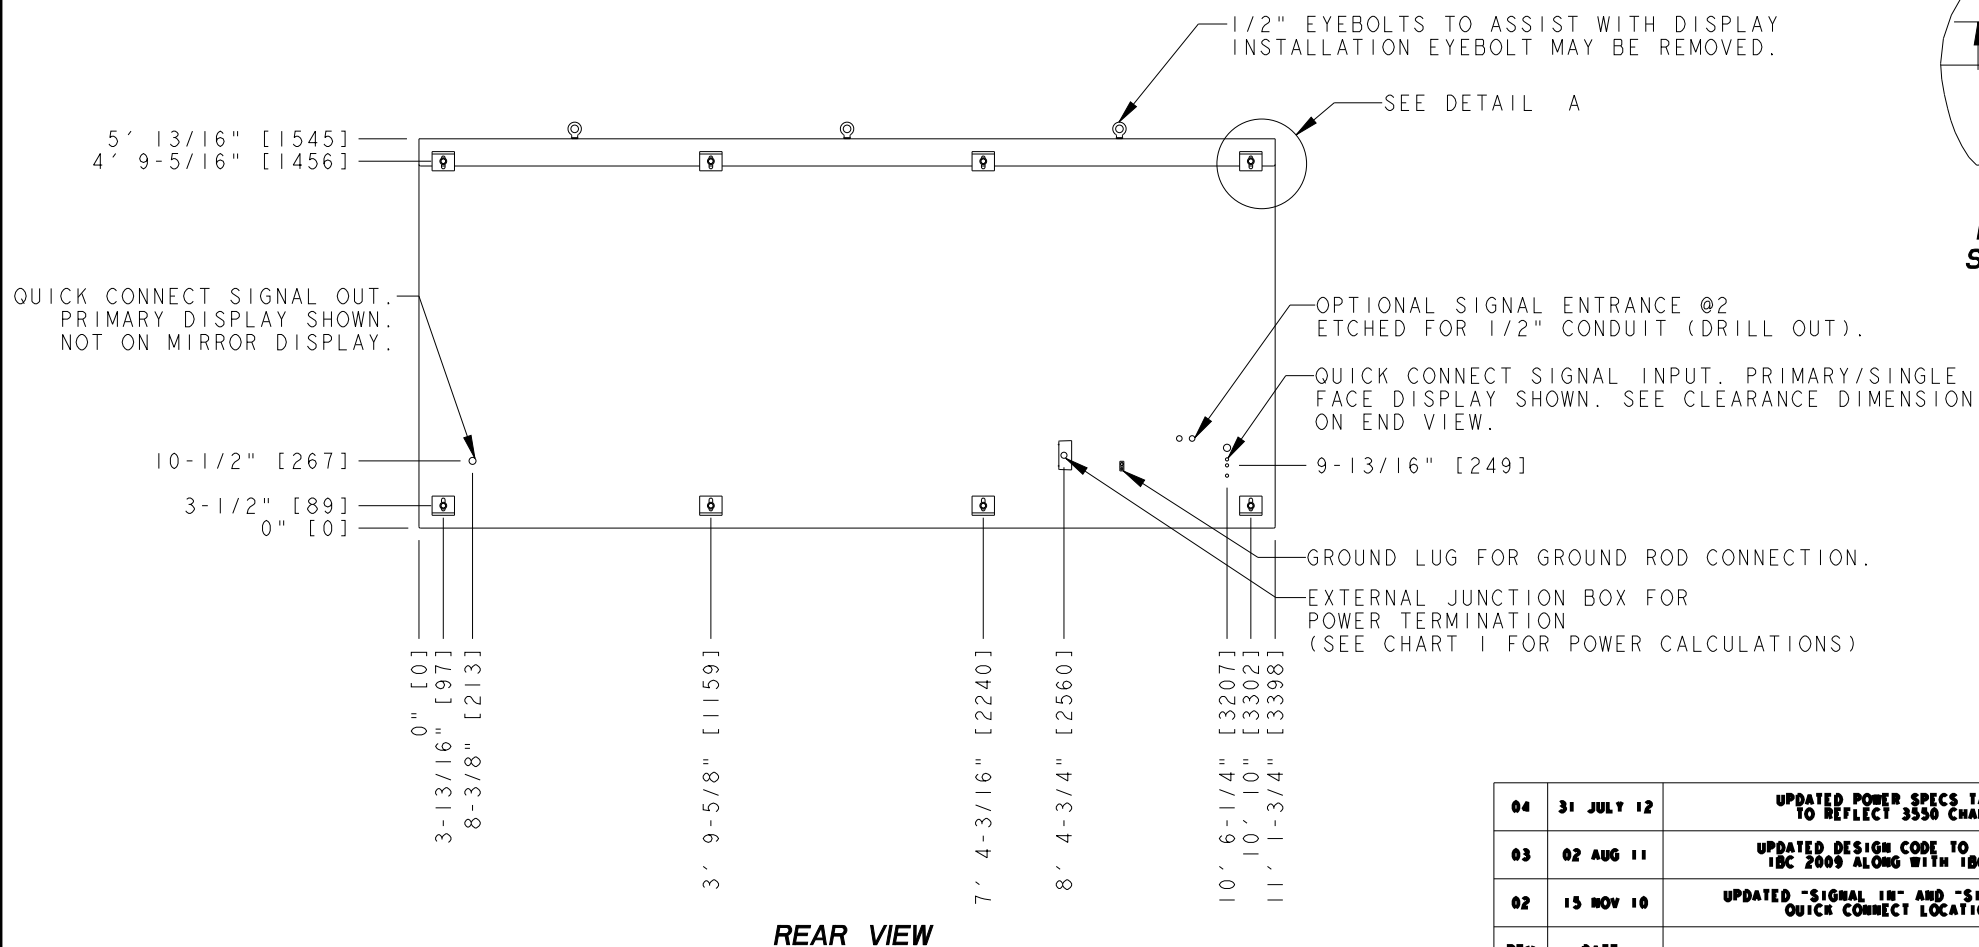 1/2" EYEBOLTS TO ASSIST WITH DISPLAY
INSTALLATION EYEBOLT MAY BE REMOVED.
SEE DETAIL A
5' 13/16" [1545]
4' 9-5/16" [1456]
QUICK CONNECT SIGNAL OUT.
PRIMARY DISPLAY SHOWN.
NOT ON MIRROR DISPLAY.
OPTIONAL SIGNAL ENTRANCE @2
ETCHED FOR 1/2" CONDUIT (DRILL OUT).
QUICK CONNECT SIGNAL INPUT. PRIMARY/SINGLE
FACE DISPLAY SHOWN. SEE CLEARANCE DIMENSION
ON END VIEW.
10-1/2" [267]
9-13/16" [249]
3-1/2" [89]
0" [0]
GROUND LUG FOR GROUND ROD CONNECTION.
EXTERNAL JUNCTION BOX FOR
POWER TERMINATION
(SEE CHART 1 FOR POWER CALCULATIONS)
0" [0]
3-13/16" [97]
8-3/8" [213]
3' 9-5/8" [1159]
7' 4-3/16" [2240]
8' 4-3/4" [2560]
10' 6-1/4" [3207]
10' 10" [3302]
11' 1-3/4" [3398]
REAR VIEW
04 31 JULY 12 UPDATED POWER SPECS
TO REFLECT 3550
03 02 AUG 11 UPDATED DESIGN CODE TO
IBC 2009 ALONG WITH
02 15 NOV 10 UPDATED "SIGNAL IN" AND
QUICK CONNECT